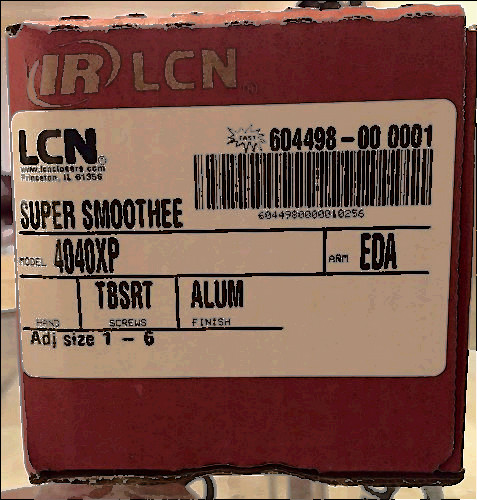 IR LCN
LCN
www.lcnclosers.com
Princeton, IL 61356
FAST
604498-00 0001
6044980000010256
SUPER SMOOTHEE
MODEL 4040XP
ARM EDA
HAND
TBSRT
SCREWS
ALUM
FINISH
Adj size 1 - 6